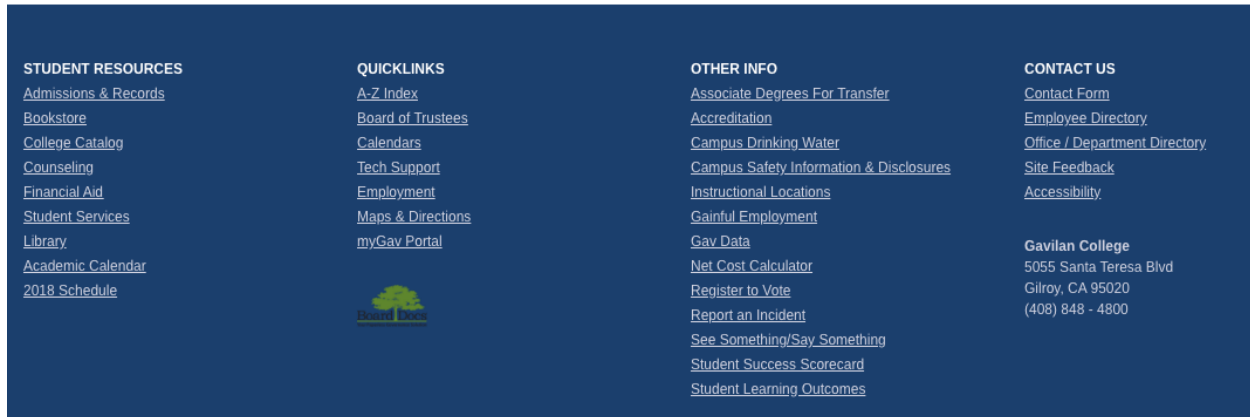 STUDENT RESOURCES
Admissions & Records
Bookstore
College Catalog
Counseling
Financial Aid
Student Services
Library
Academic Calendar
2018 Schedule
QUICKLINKS
A-Z Index
Board of Trustees
Calendars
Tech Support
Employment
Maps & Directions
myGav Portal
Board Docs
OTHER INFO
Associate Degrees For Transfer
Accreditation
Campus Drinking Water
Campus Safety Information & Disclosures
Instructional Locations
Gainful Employment
Gav Data
Net Cost Calculator
Register to Vote
Report an Incident
See Something/Say Something
Student Success Scorecard
Student Learning Outcomes
CONTACT US
Contact Form
Employee Directory
Office / Department Directory
Site Feedback
Accessibility
Gavilan College
5055 Santa Teresa Blvd
Gilroy, CA 95020
(408) 848 - 4800